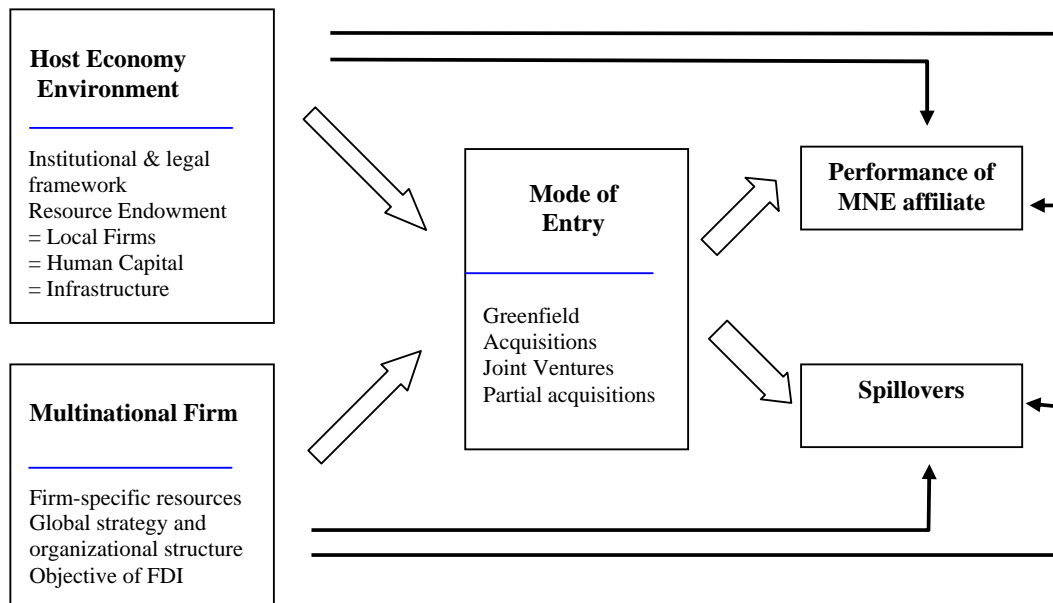 Host Economy
Environment
Institutional & legal
framework
Resource Endowment
= Local Firms
= Human Capital
= Infrastructure
Multinational Firm
Firm-specific resources
Global strategy and
organizational structure
Objective of FDI
Mode of
Entry
Greenfield
Acquisitions
Joint Ventures
Partial acquisitions
Performance of
MNE affiliate
Spillovers